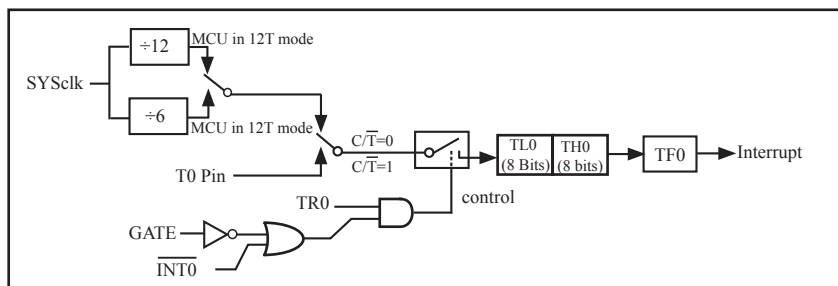 ÷12
MCU in 12T mode
SYSclk
÷6
MCU in 12T mode
C/T̅=0
C/T̅=1
T0 Pin
TL0
(8 Bits)
TH0
(8 bits)
TF0
Interrupt
control
TR0
GATE
I̅N̅T̅0̅